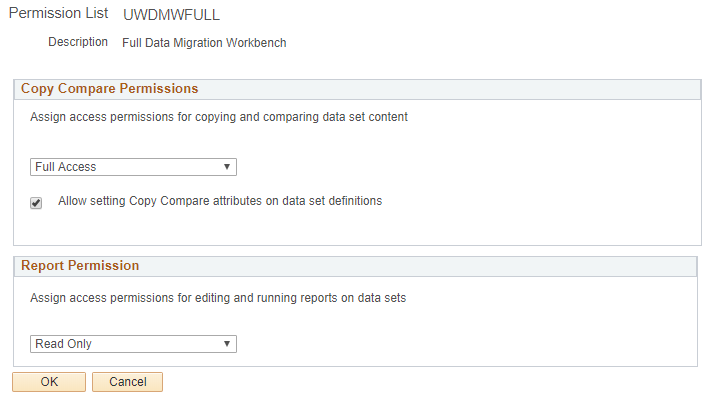 Permission List UWDMWFULL
Description Full Data Migration Workbench
Copy Compare Permissions
Assign access permissions for copying and comparing data set content
Full Access
Allow setting Copy Compare attributes on data set definitions
Report Permission
Assign access permissions for editing and running reports on data sets
Read Only
OK Cancel